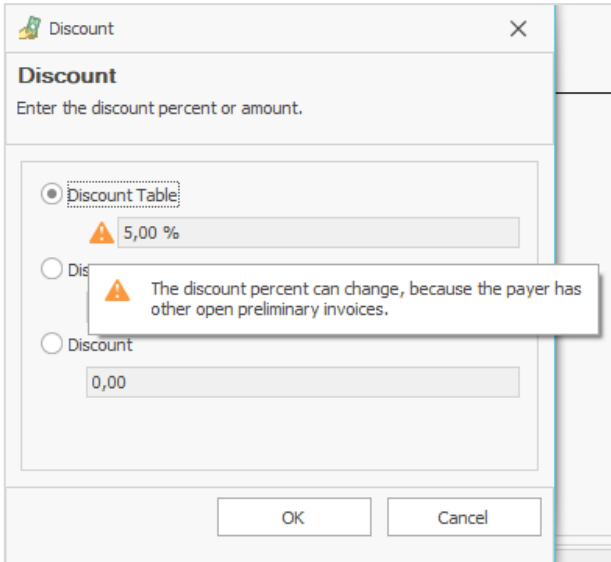 Discount
Discount
Enter the discount percent or amount.
Discount Table
5,00 %
The discount percent can change, because the payer has
other open preliminary invoices.
Discount
0,00
OK
Cancel